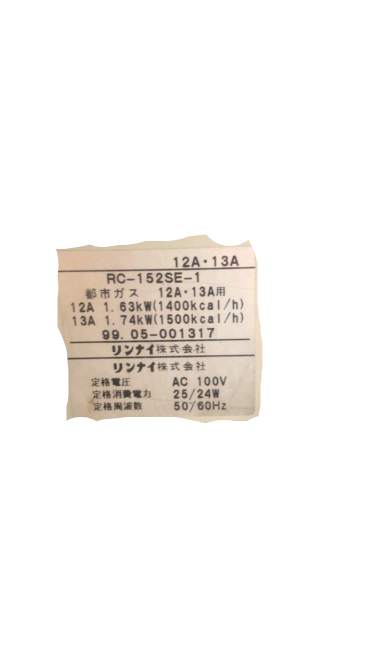 12A・13A
RC-152SE-1
都市ガス 12A・13A用
12A 1.63kW(1400kcal/h)
13A 1.74kW(1500kcal/h)
99.05-001317
リンナイ株式会社
リンナイ株式会社
定格電圧 AC 100V
定格消費電力 25/24W
定格周波数 50/60Hz